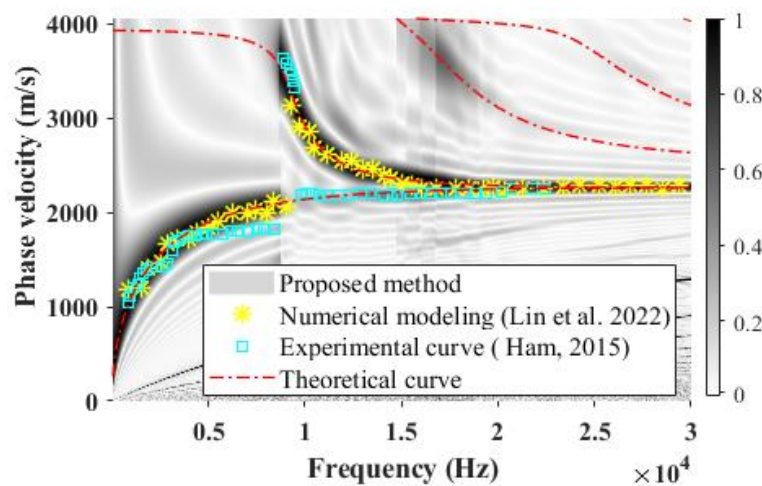 4000
3000
2000
1000
0
Phase velocity (m/s)
1
0.8
0.6
0.4
0.2
0
Proposed method
Numerical modeling (Lin et al. 2022)
Experimental curve ( Ham, 2015)
Theoretical curve
0.5 1 1.5 2 2.5 3
Frequency (Hz) × 10⁴